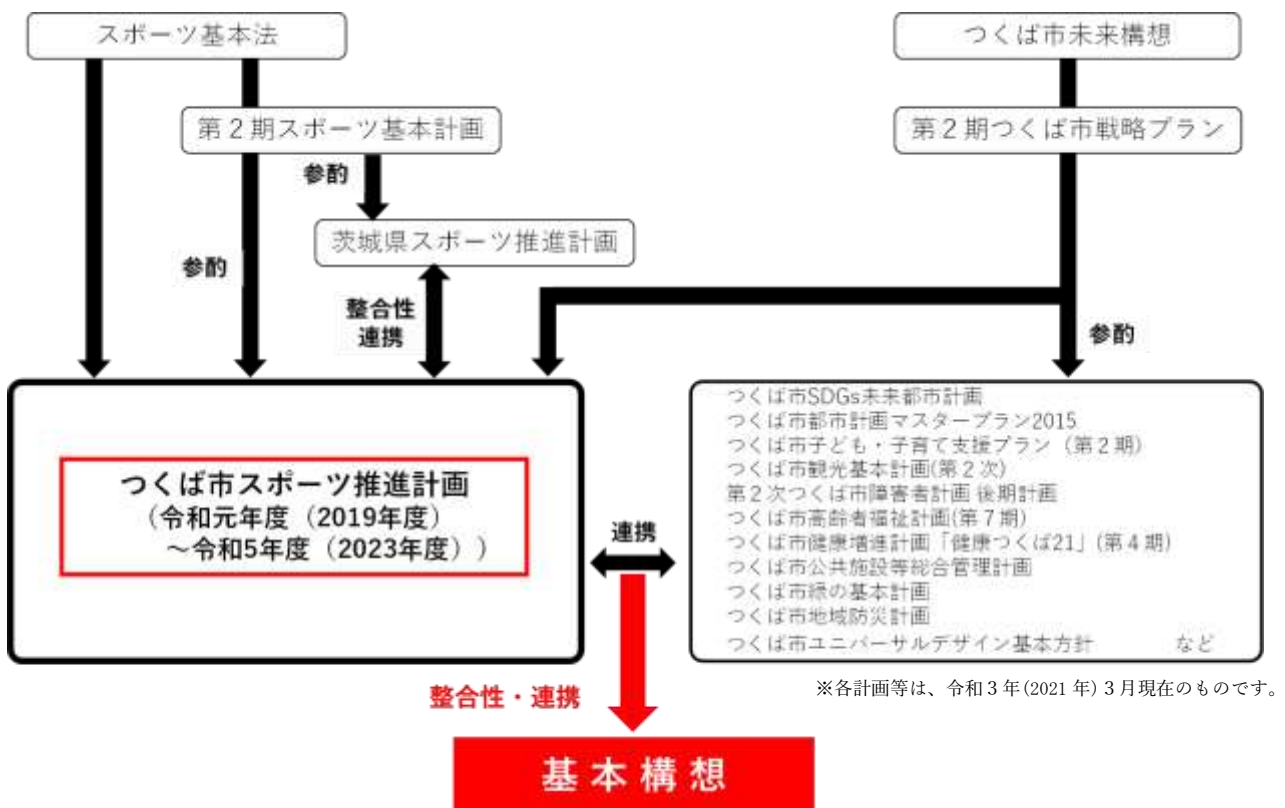 スポーツ基本法
つくば市未来構想
第2期スポーツ基本計画
第2期つくば市戦略プラン
参酌
茨城県スポーツ推進計画
参酌
整合性
連携
参酌
つくば市スポーツ推進計画
（令和元年度（2019年度）
～令和5年度（2023年度））
連携
つくば市SDGs未来都市計画
つくば市都市計画マスタープラン2015
つくば市子ども・子育て支援プラン（第2期）
つくば市観光基本計画(第2次)
第2次つくば市障害者計画 後期計画
つくば市高齢者福祉計画(第7期)
つくば市健康増進計画「健康つくば21」(第4期)
つくば市公共施設等総合管理計画
つくば市緑の基本計画
つくば市地域防災計画
つくば市ユニバーサルデザイン基本方針 など
※各計画等は、令和3年(2021年)3月現在のものです。
整合性・連携
基本構想